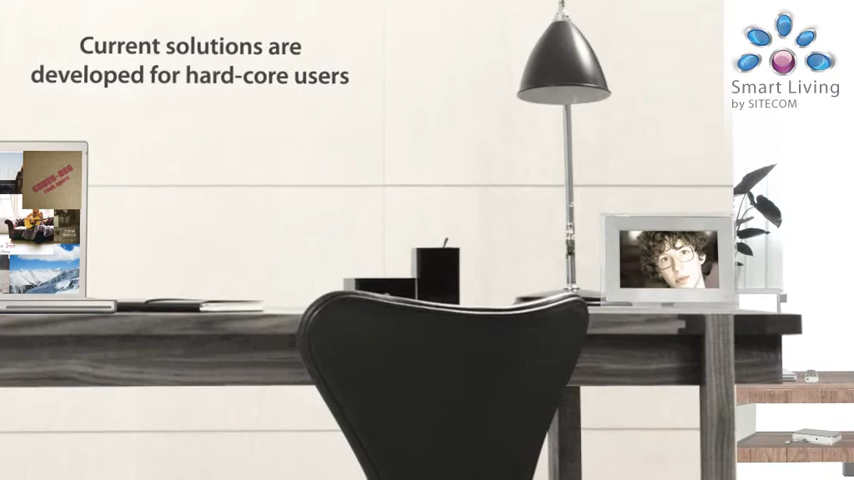 Current solutions are
developed for hard-core users
Smart Living
by SITECOM